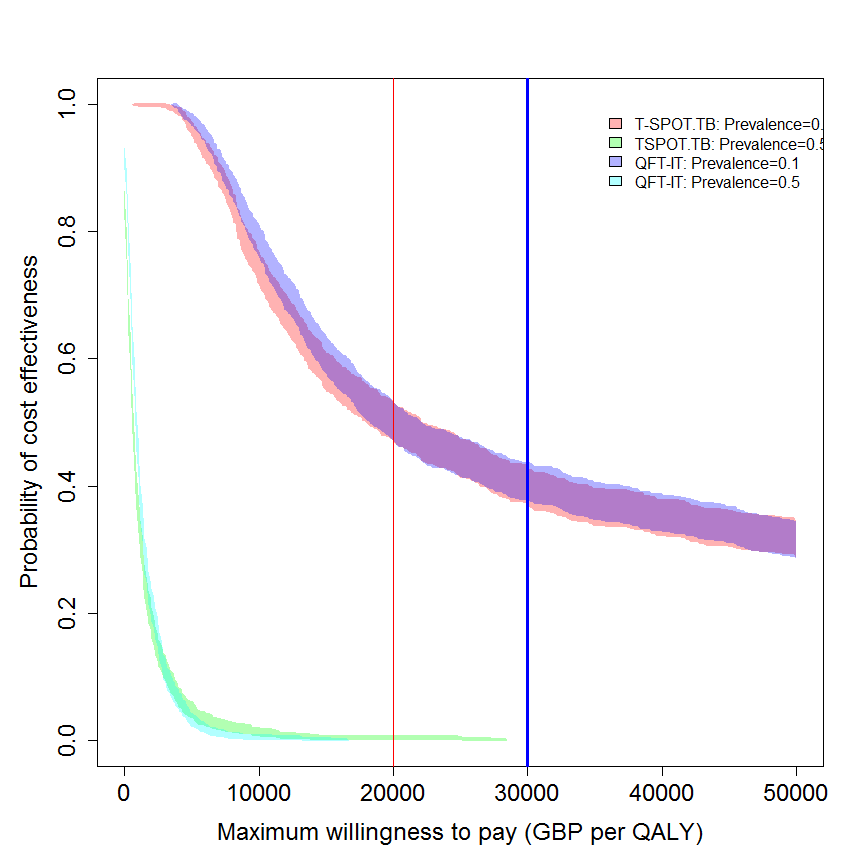 T-SPOT.TB: Prevalence=0.
TSPOT.TB: Prevalence=0.5
QFT-IT: Prevalence=0.1
QFT-IT: Prevalence=0.5
Probability of cost effectiveness
1.0
0.8
0.6
0.4
0.2
0.0
0 10000 20000 30000 40000 50000
Maximum willingness to pay (GBP per QALY)